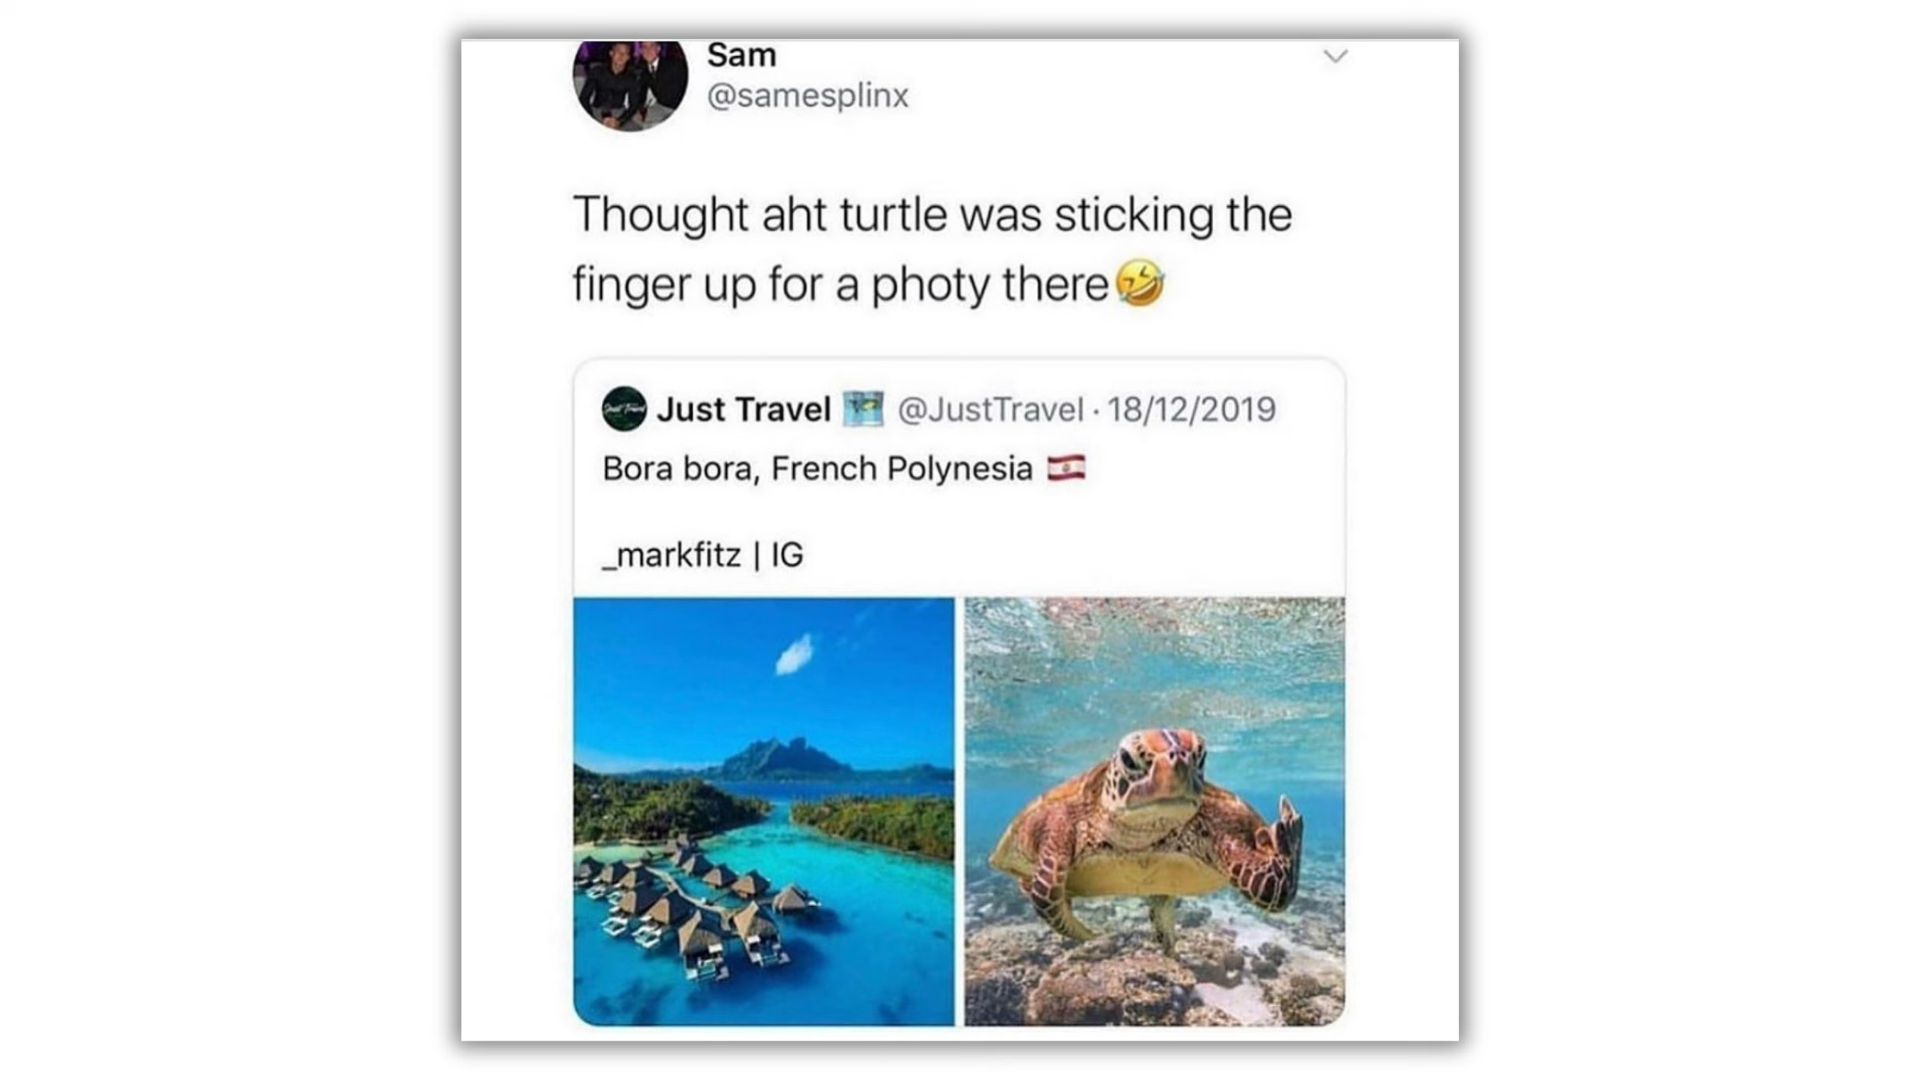 Sam
@samesplinx
Thought aht turtle was sticking the
finger up for a photy there🤣
Just Travel 🗺️ @JustTravel · 18/12/2019
Bora bora, French Polynesia 🇵🇫
_markfitz | IG